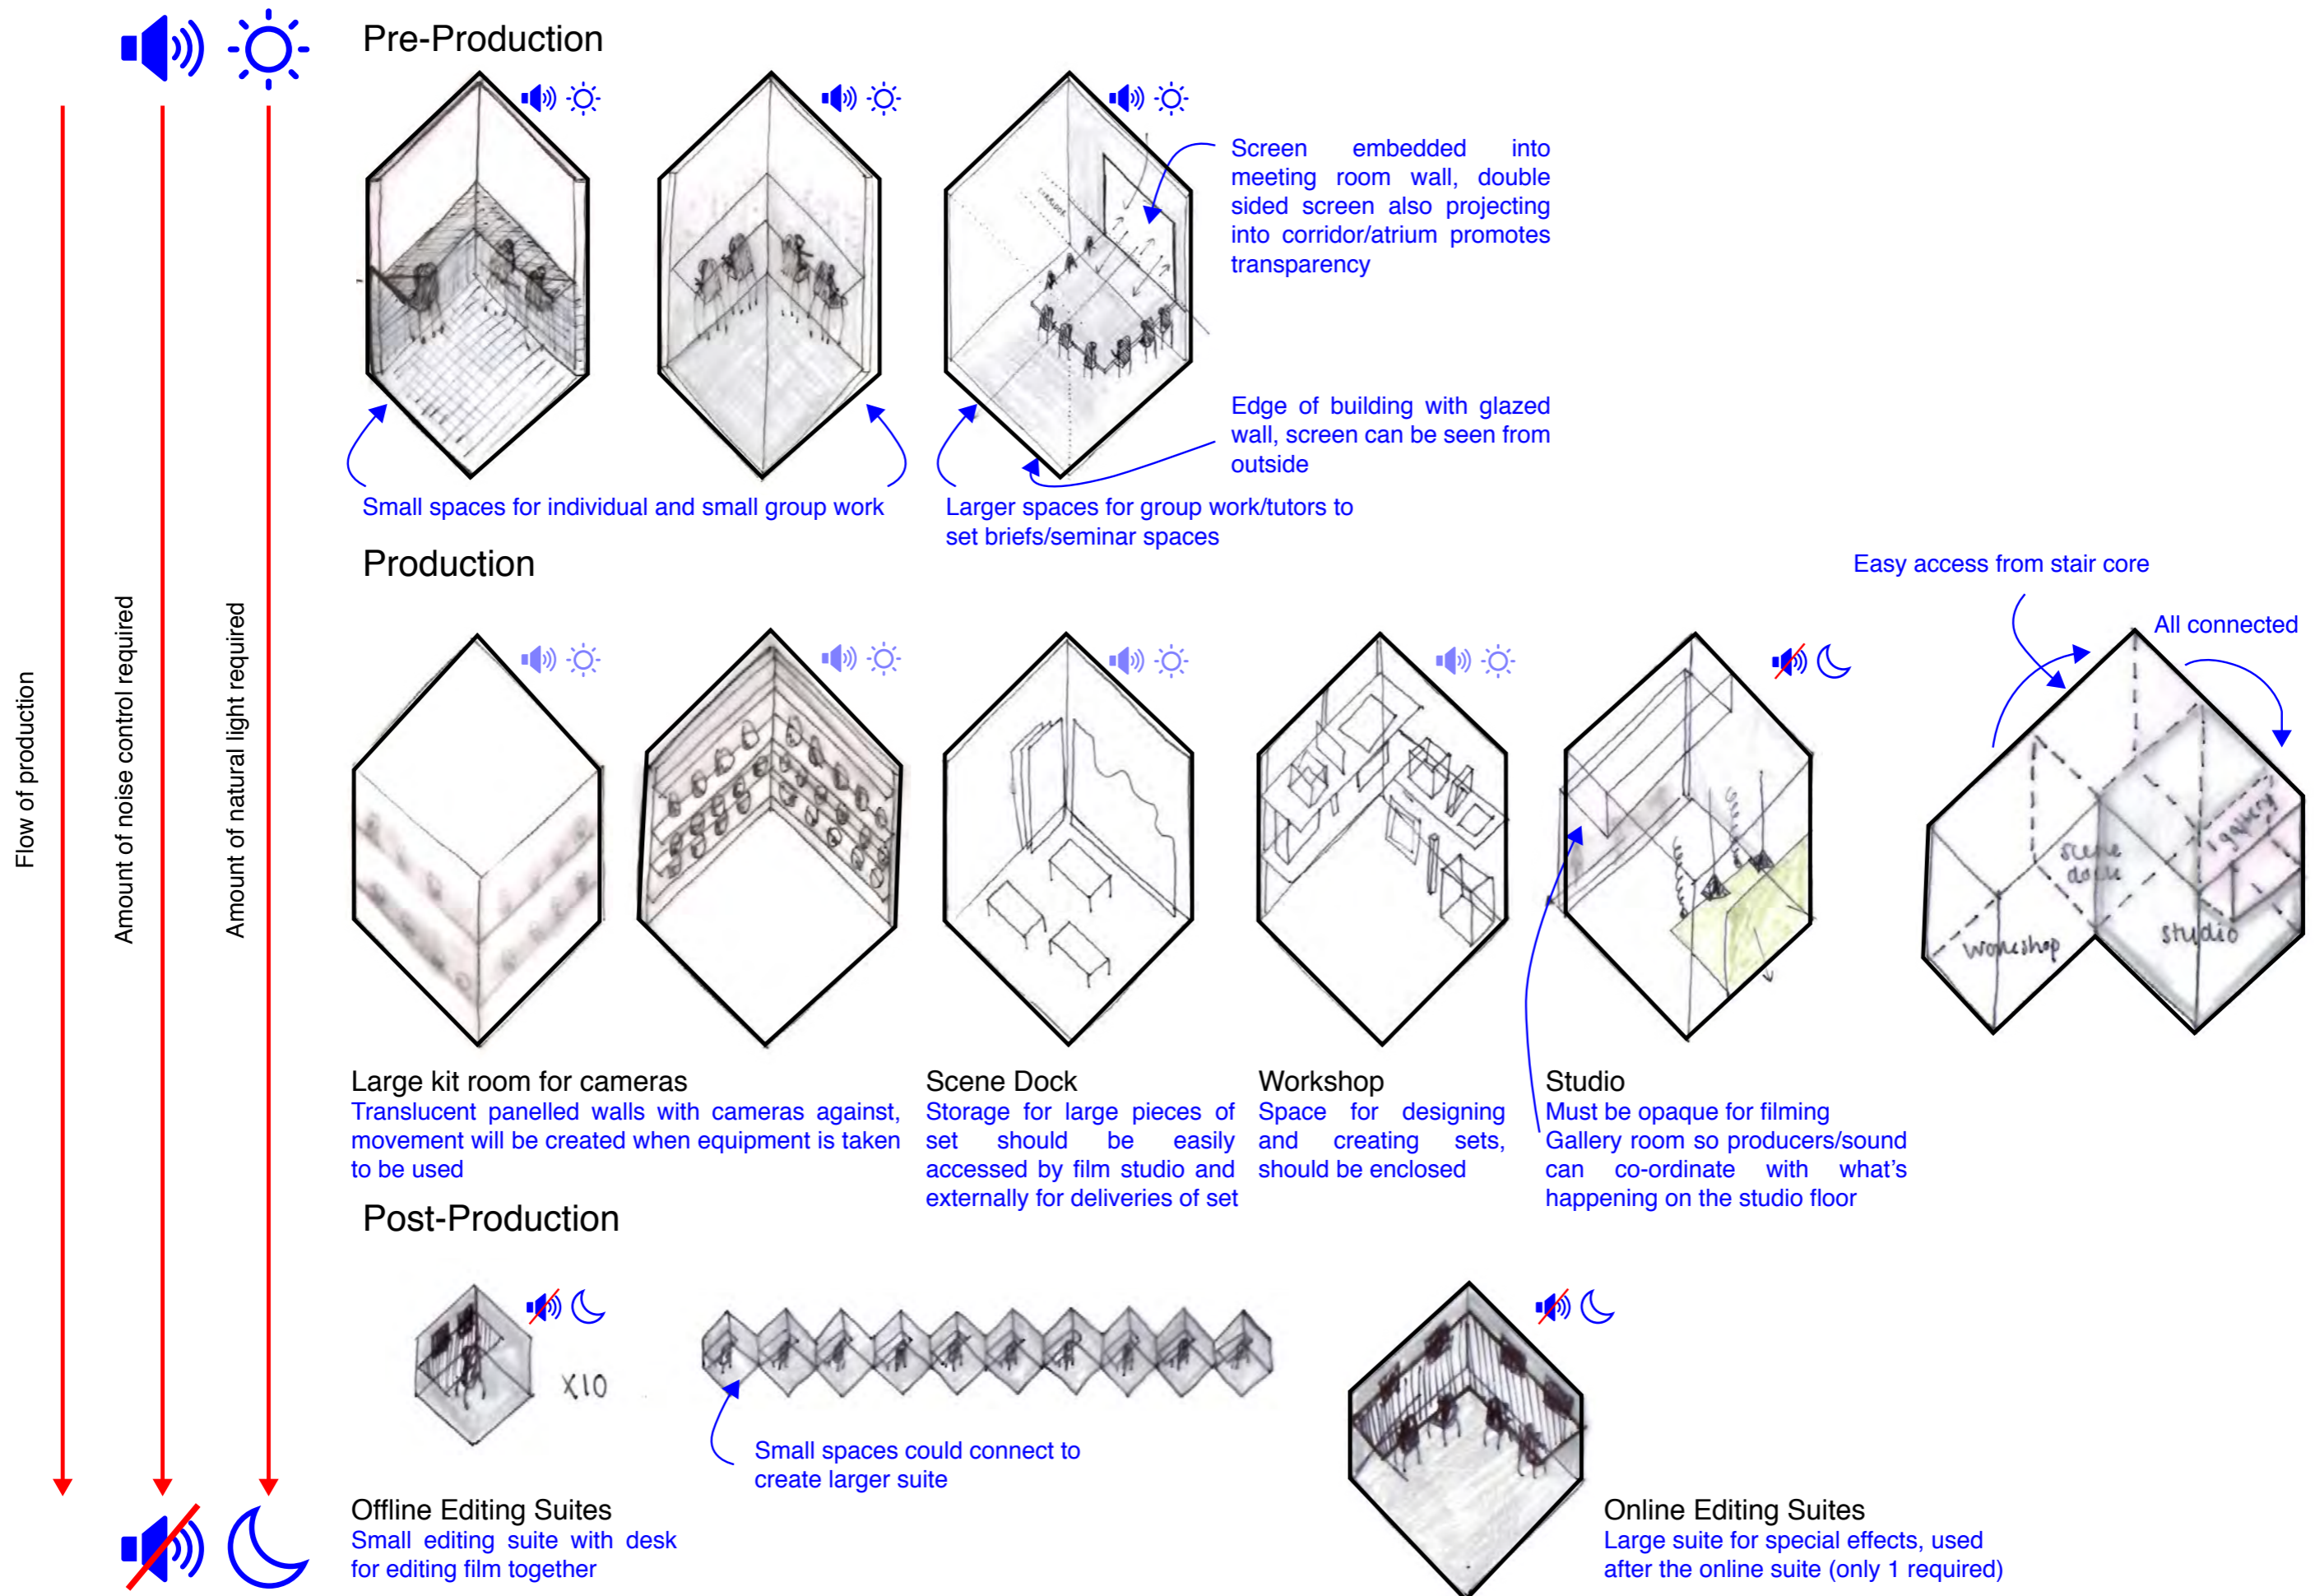 Pre-Production
Screen embedded into
meeting room wall, double
sided screen also projecting
into corridor/atrium promotes
transparency
CORRIDOR
Edge of building with glazed
wall, screen can be seen from
outside
Small spaces for individual and small group work
Larger spaces for group work/tutors to
set briefs/seminar spaces
Production
Easy access from stair core
All connected
Flow of production
Amount of noise control required
Amount of natural light required
gallery
scene
dock
workshop
studio
Large kit room for cameras
Translucent panelled walls with cameras against,
movement will be created when equipment is taken
to be used
Scene Dock
Storage for large pieces of
set should be easily
accessed by film studio and
externally for deliveries of set
Workshop
Space for designing
and creating sets,
should be enclosed
Studio
Must be opaque for filming
Gallery room so producers/sound
can co-ordinate with what's
happening on the studio floor
Post-Production
X10
Small spaces could connect to
create larger suite
Offline Editing Suites
Small editing suite with desk
for editing film together
Online Editing Suites
Large suite for special effects, used
after the online suite (only 1 required)